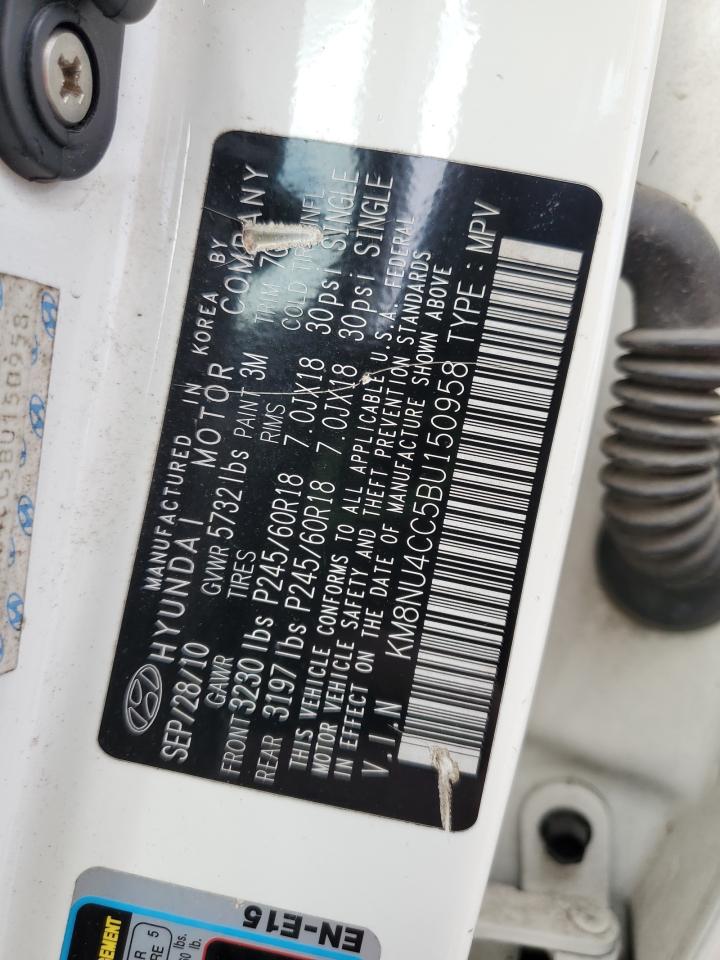 MANUFACTURED IN KOREA BY
HYUNDAI MOTOR COMPANY
SEP/28/10 GVWR 5732 lbs PAINT 3M TRIM
GAWR TIRES RIMS COLD
FRONT 3230 lbs P245/60R18 7.0JX18 30psi SINGLE
REAR 3197 lbs P245/60R18 7.0JX18 30psi SINGLE
THIS VEHICLE CONFORMS TO ALL APPLICABLE U.S.A. FEDERAL
MOTOR VEHICLE SAFETY AND THEFT PREVENTION STANDARDS
IN EFFECT ON THE DATE OF MANUFACTURE SHOWN ABOVE
V.I.N KM8NU4CC5BU150958 TYPE : MPV
EN-E15